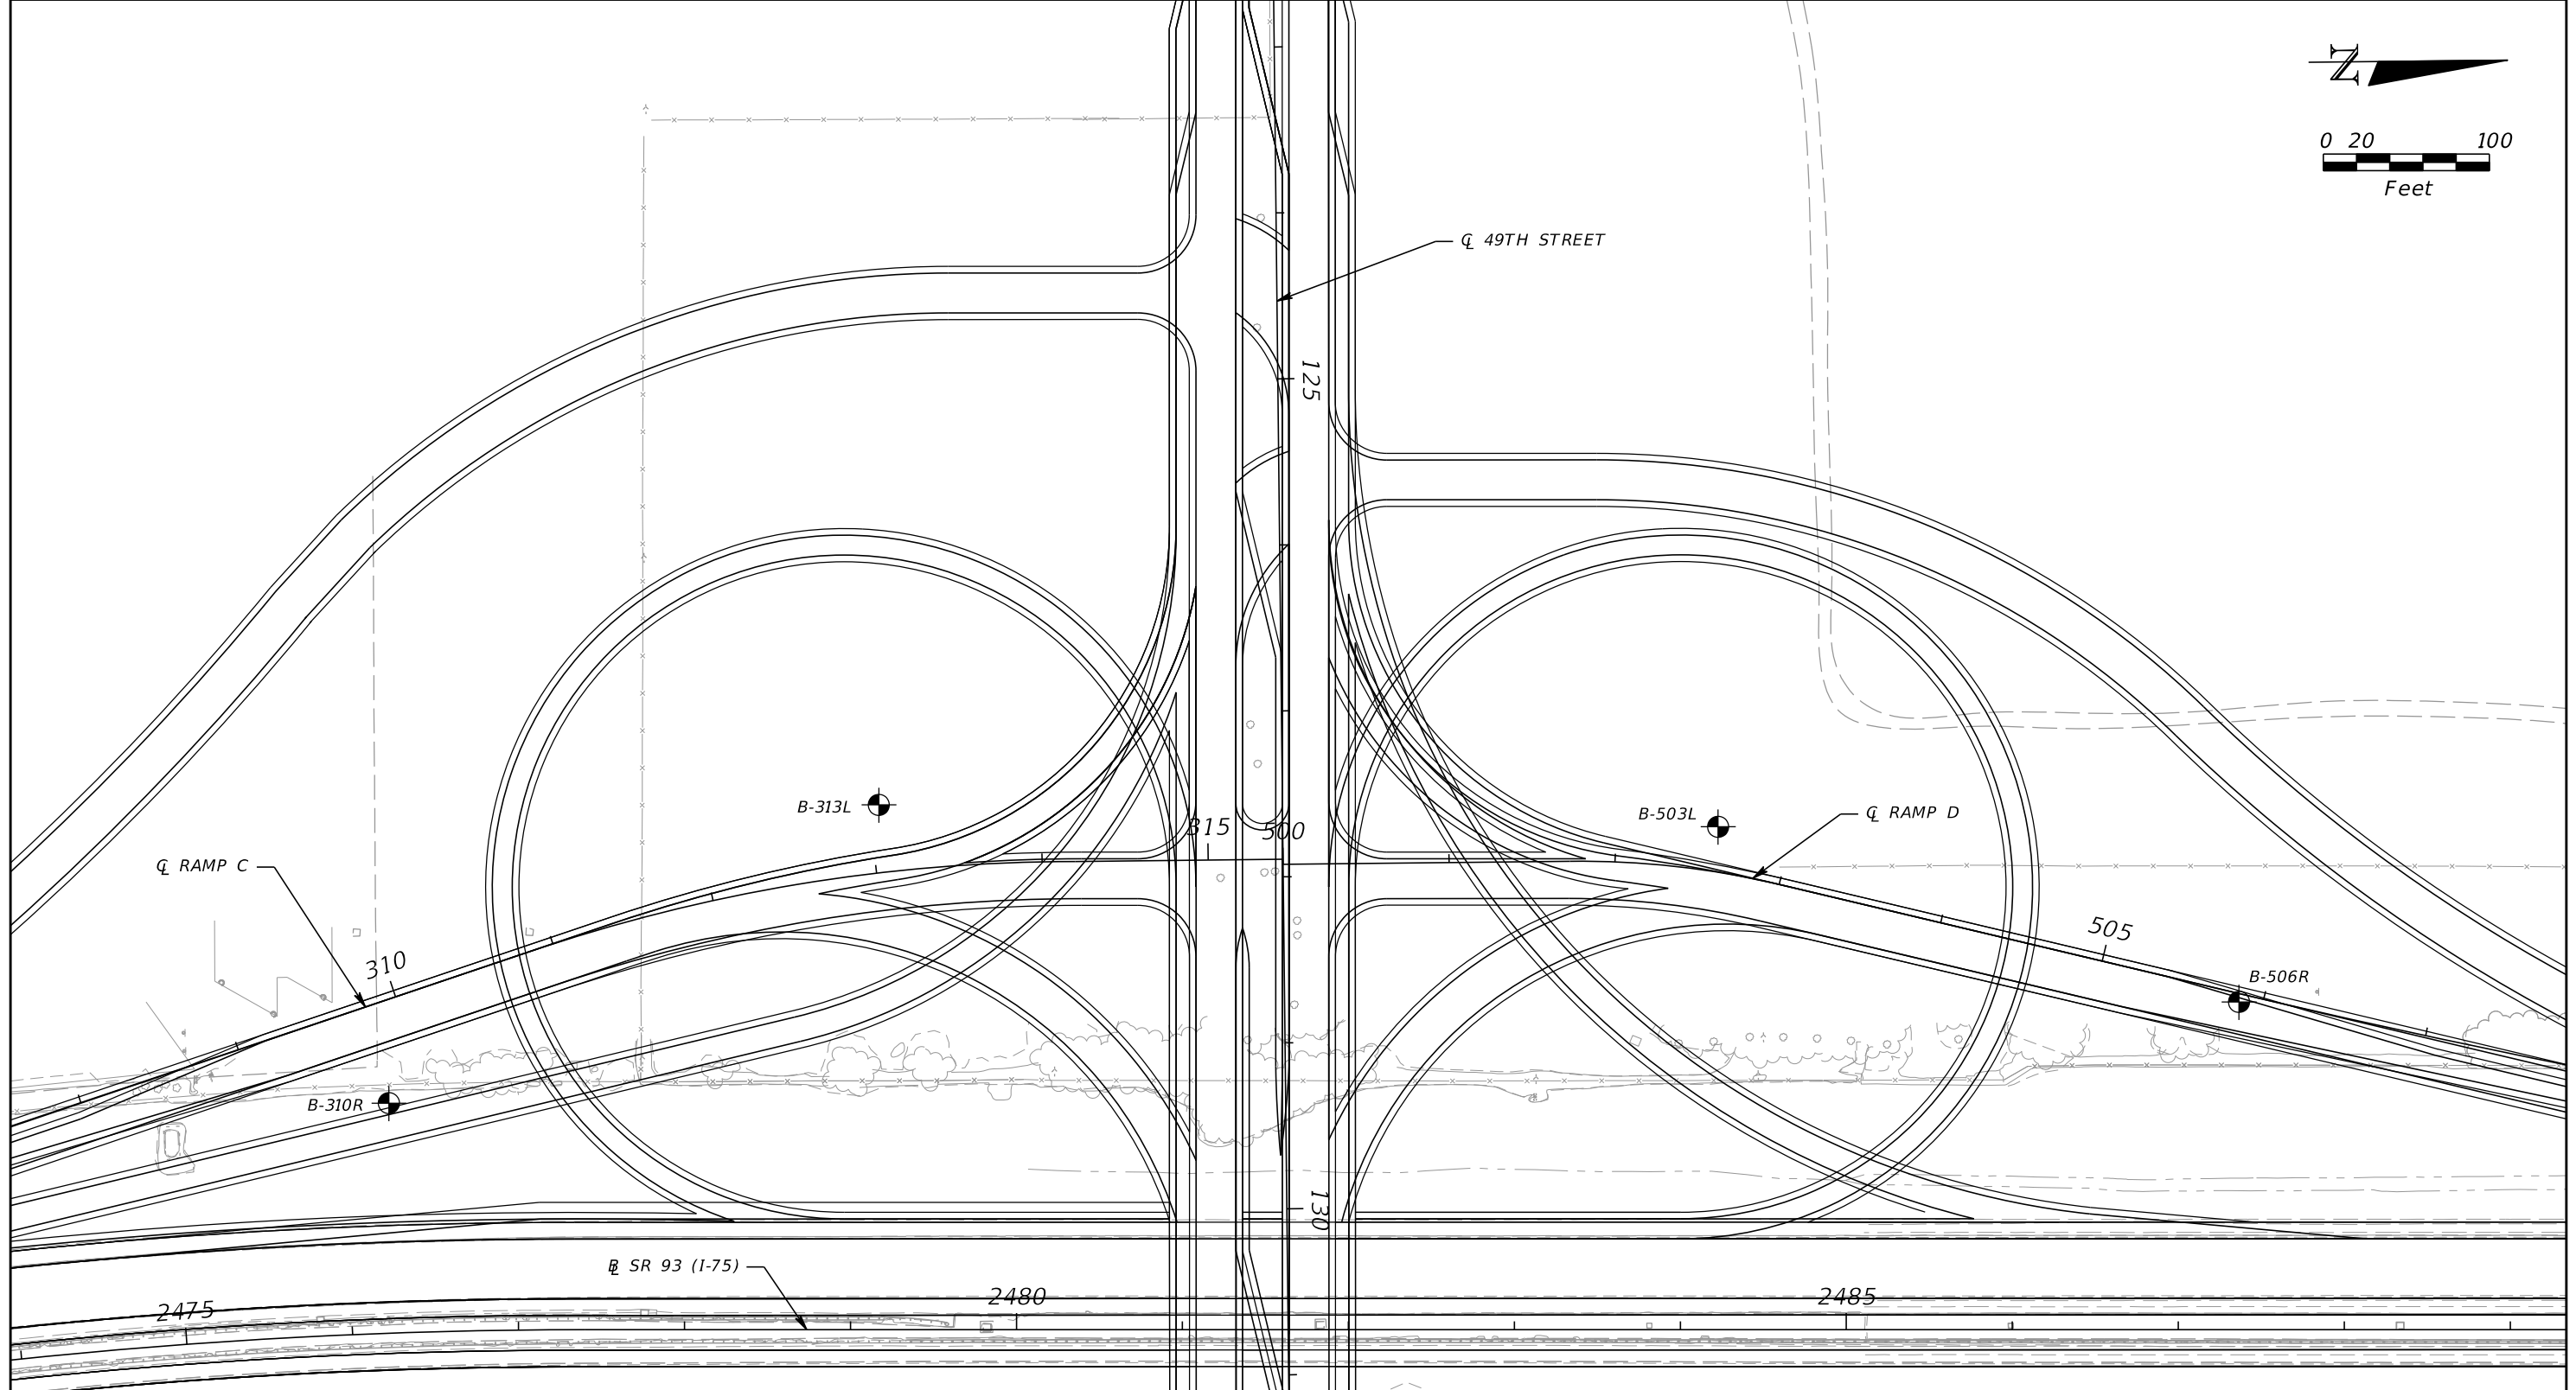 N
0 20 100
Feet
℄ 49TH STREET
125
B-313L
B-503L
℄ RAMP D
315
500
℄ RAMP C
310
505
B-506R
B-310R
130
BL SR 93 (I-75)
2475
2480
2485